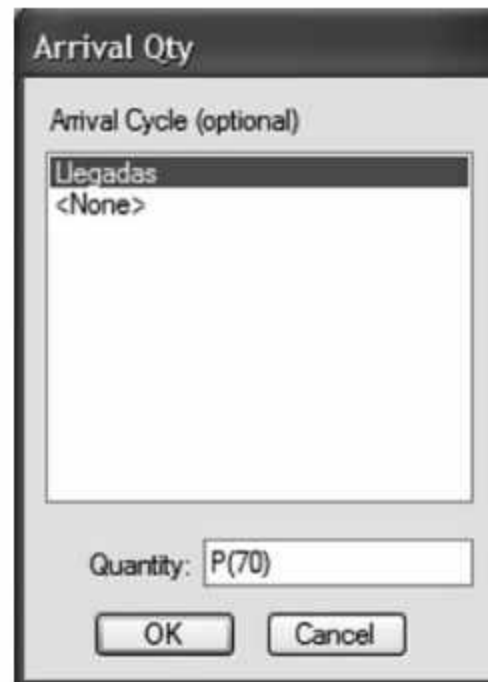 Arrival Qty
Arrival Cycle (optional)
Llegadas
<None>
Quantity: P(70)
OK Cancel